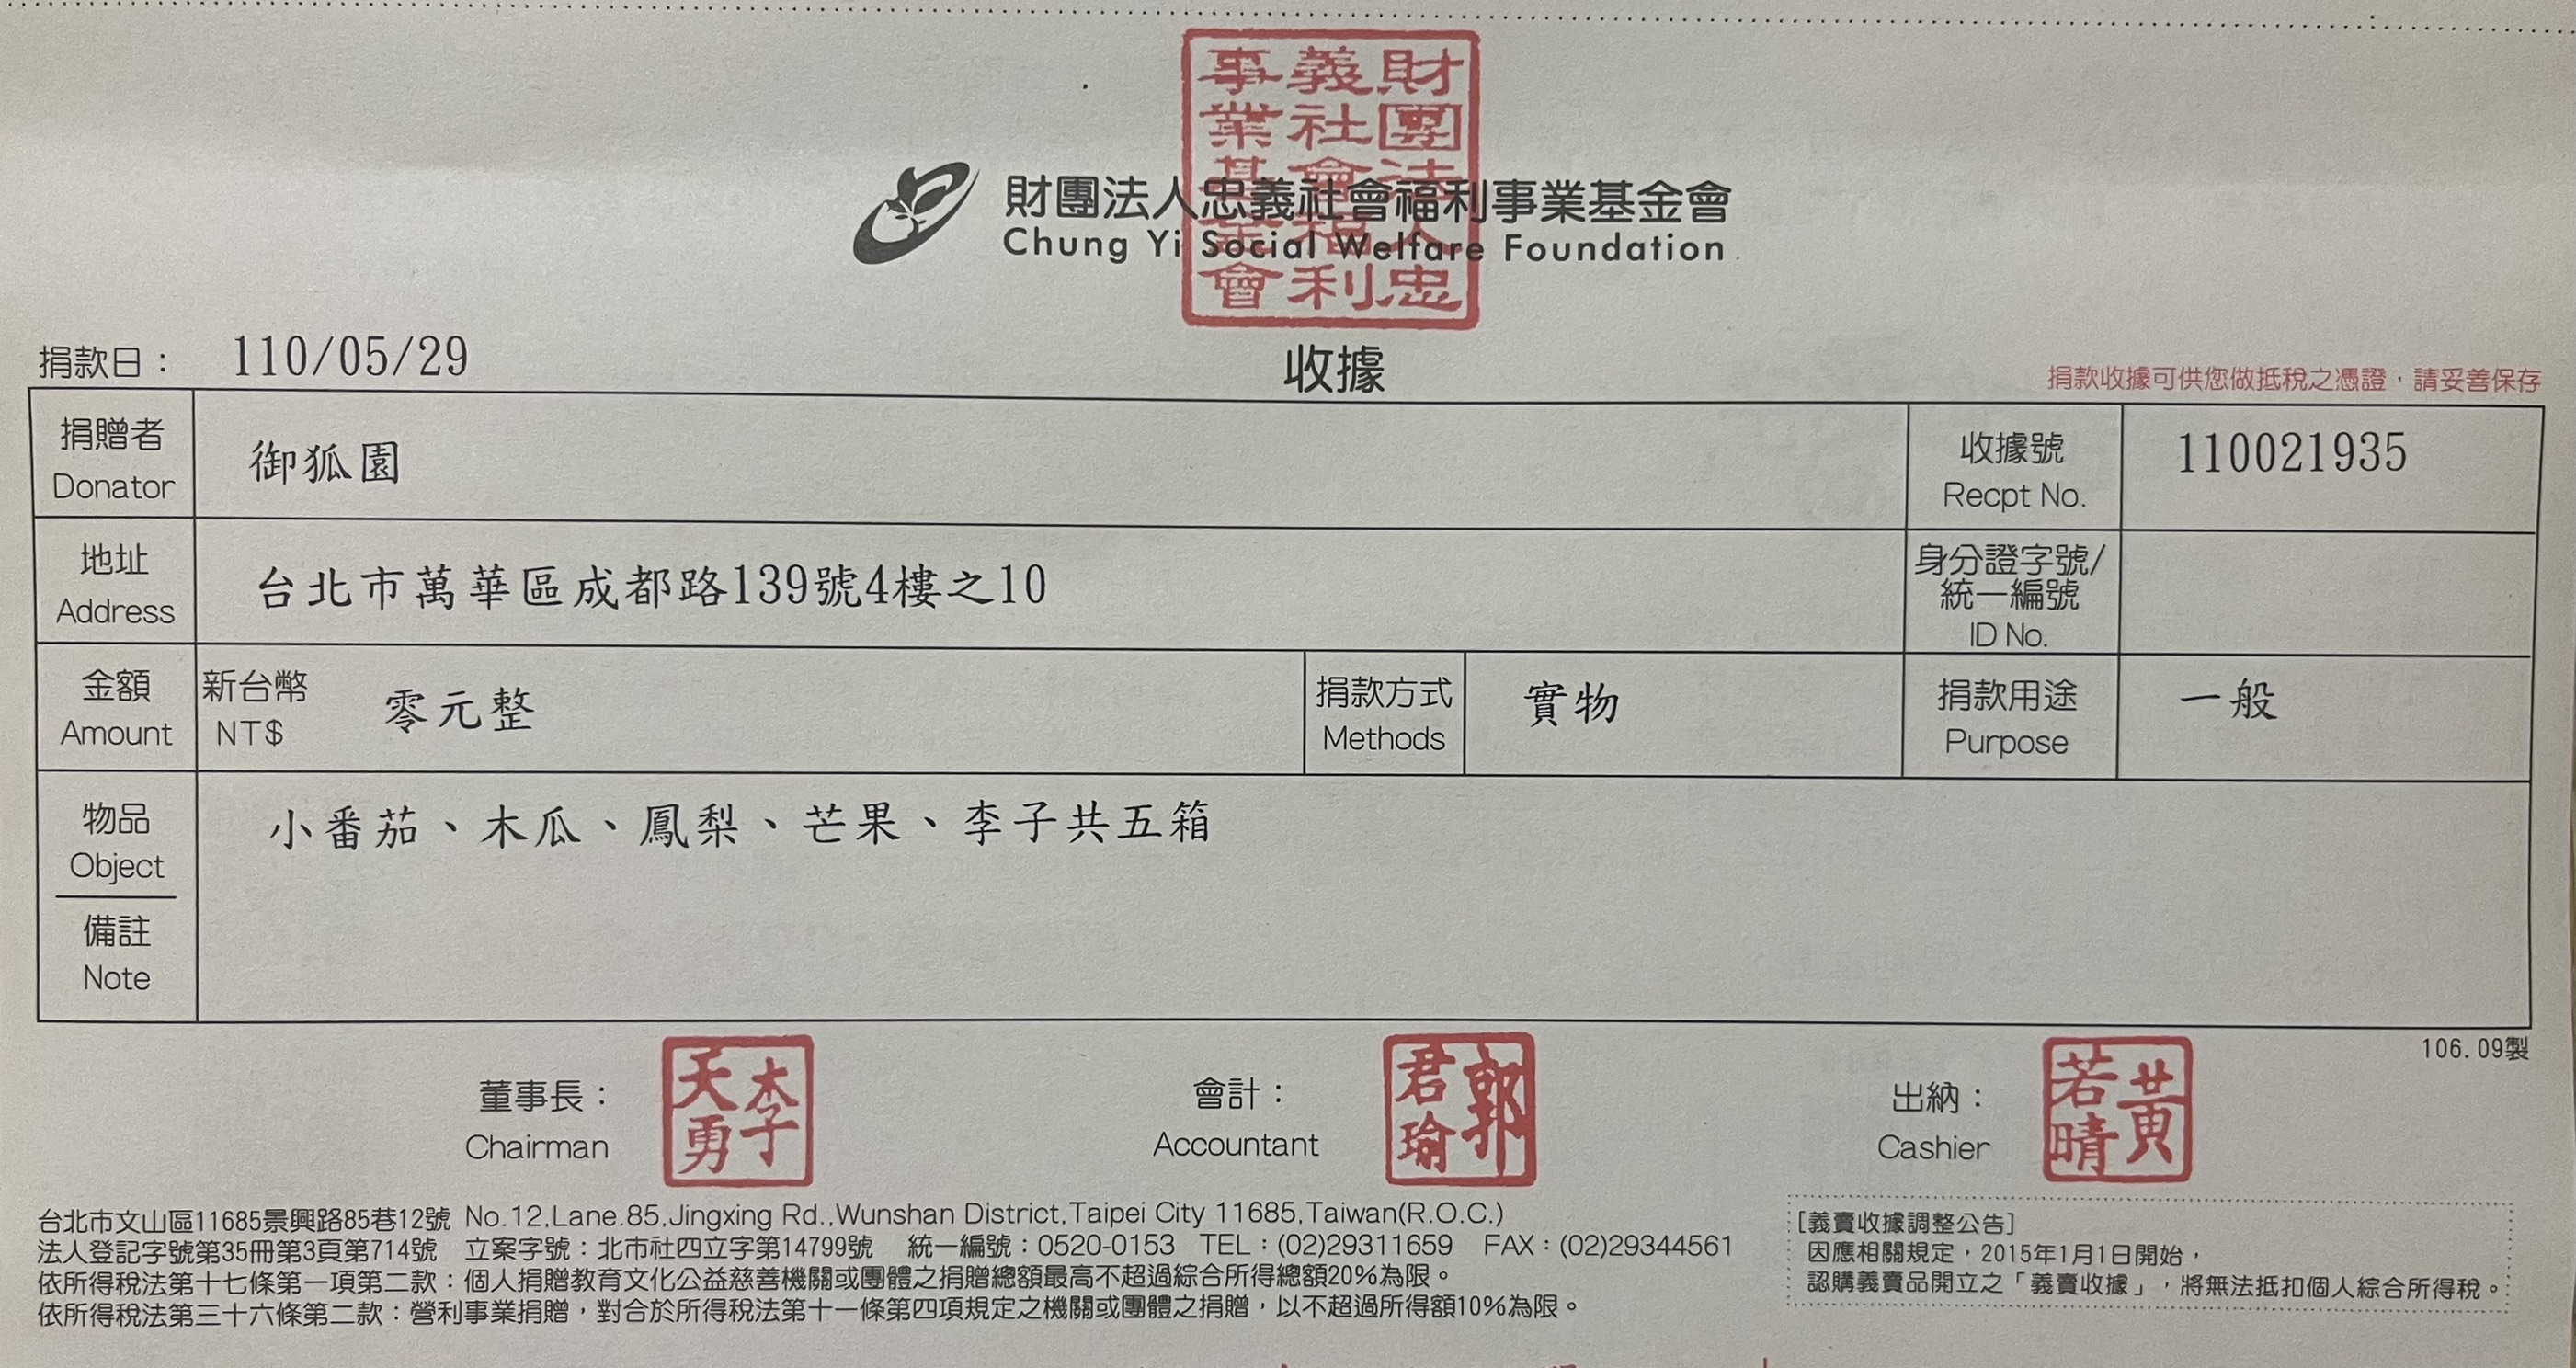 財團法人忠義社會福利事業基金會
財團法人忠義社會福利事業基金會
Chung Yi Social Welfare Foundation
收據
捐款日： 110/05/29
捐款收據可供您做抵稅之憑證，請妥善保存
捐贈者 御狐園 收據號 110021935
Donator Recpt No.
地址 台北市萬華區成都路139號4樓之10 身分證字號/
統一編號
Address ID No.
金額 新台幣 零元整 捐款方式 實物 捐款用途 一般
Amount NT$ Methods Purpose
物品 小番茄、木瓜、鳳梨、芒果、李子共五箱
Object
備註
Note
106.09製
董事長： 李天勇 會計： 郭君瑜 出納： 黃若晴
Chairman Accountant Cashier
台北市文山區11685景興路85巷12號 No.12,Lane.85,Jingxing Rd.,Wunshan District,Taipei City 11685,Taiwan(R.O.C.)
法人登記字號第35冊第3頁第714號 立案字號：北市社四立字第14799號 統一編號：0520-0153 TEL：(02)29311659 FAX：(02)29344561
依所得稅法第十七條第一項第二款：個人捐贈教育文化公益慈善機關或團體之捐贈總額最高不超過綜合所得總額20%為限。
依所得稅法第三十六條第二款：營利事業捐贈，對合於所得稅法第十一條第四項規定之機關或團體之捐贈，以不超過所得額10%為限。
[義賣收據調整公告]
因應相關規定，2015年1月1日開始，
認購義賣品開立之「義賣收據」，將無法抵扣個人綜合所得稅。